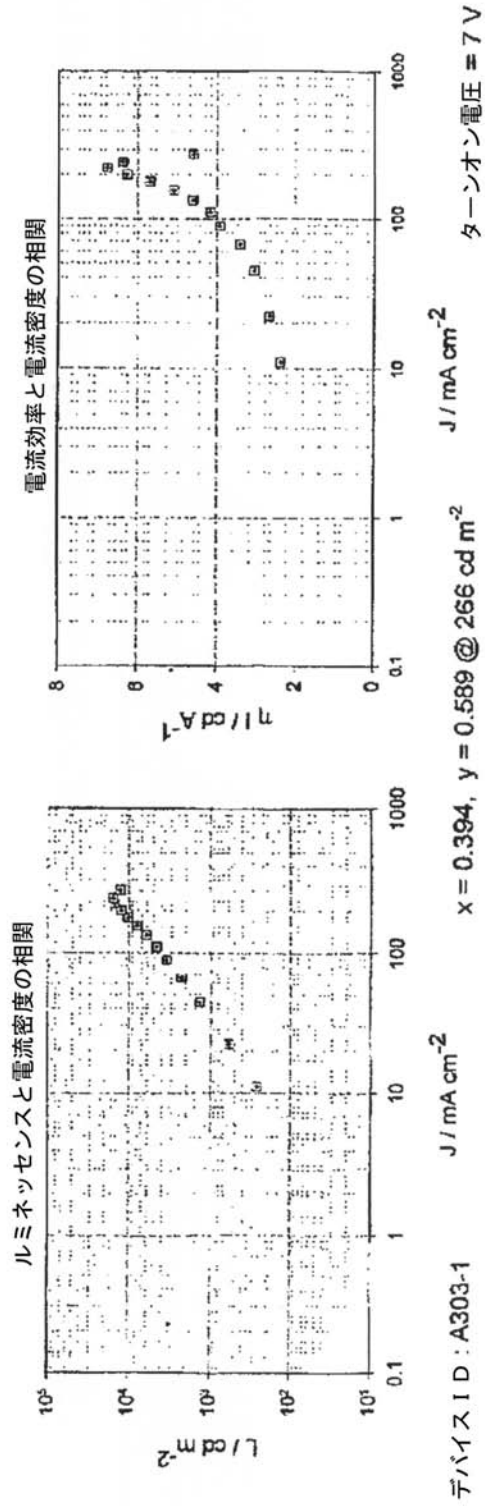 ルミネッセンスと電流密度の相関
L / cd m⁻²
10⁵
10⁴
10³
10²
10¹
0.1
1
10
100
1000
J / mA cm⁻²
電流効率と電流密度の相関
η I / cd A⁻¹
8
6
4
2
0
0.1
1
10
100
1000
J / mA cm⁻²
デバイスID：A303-1
x = 0.394, y = 0.589 @ 266 cd m⁻²
ターンオン電圧 = 7 V